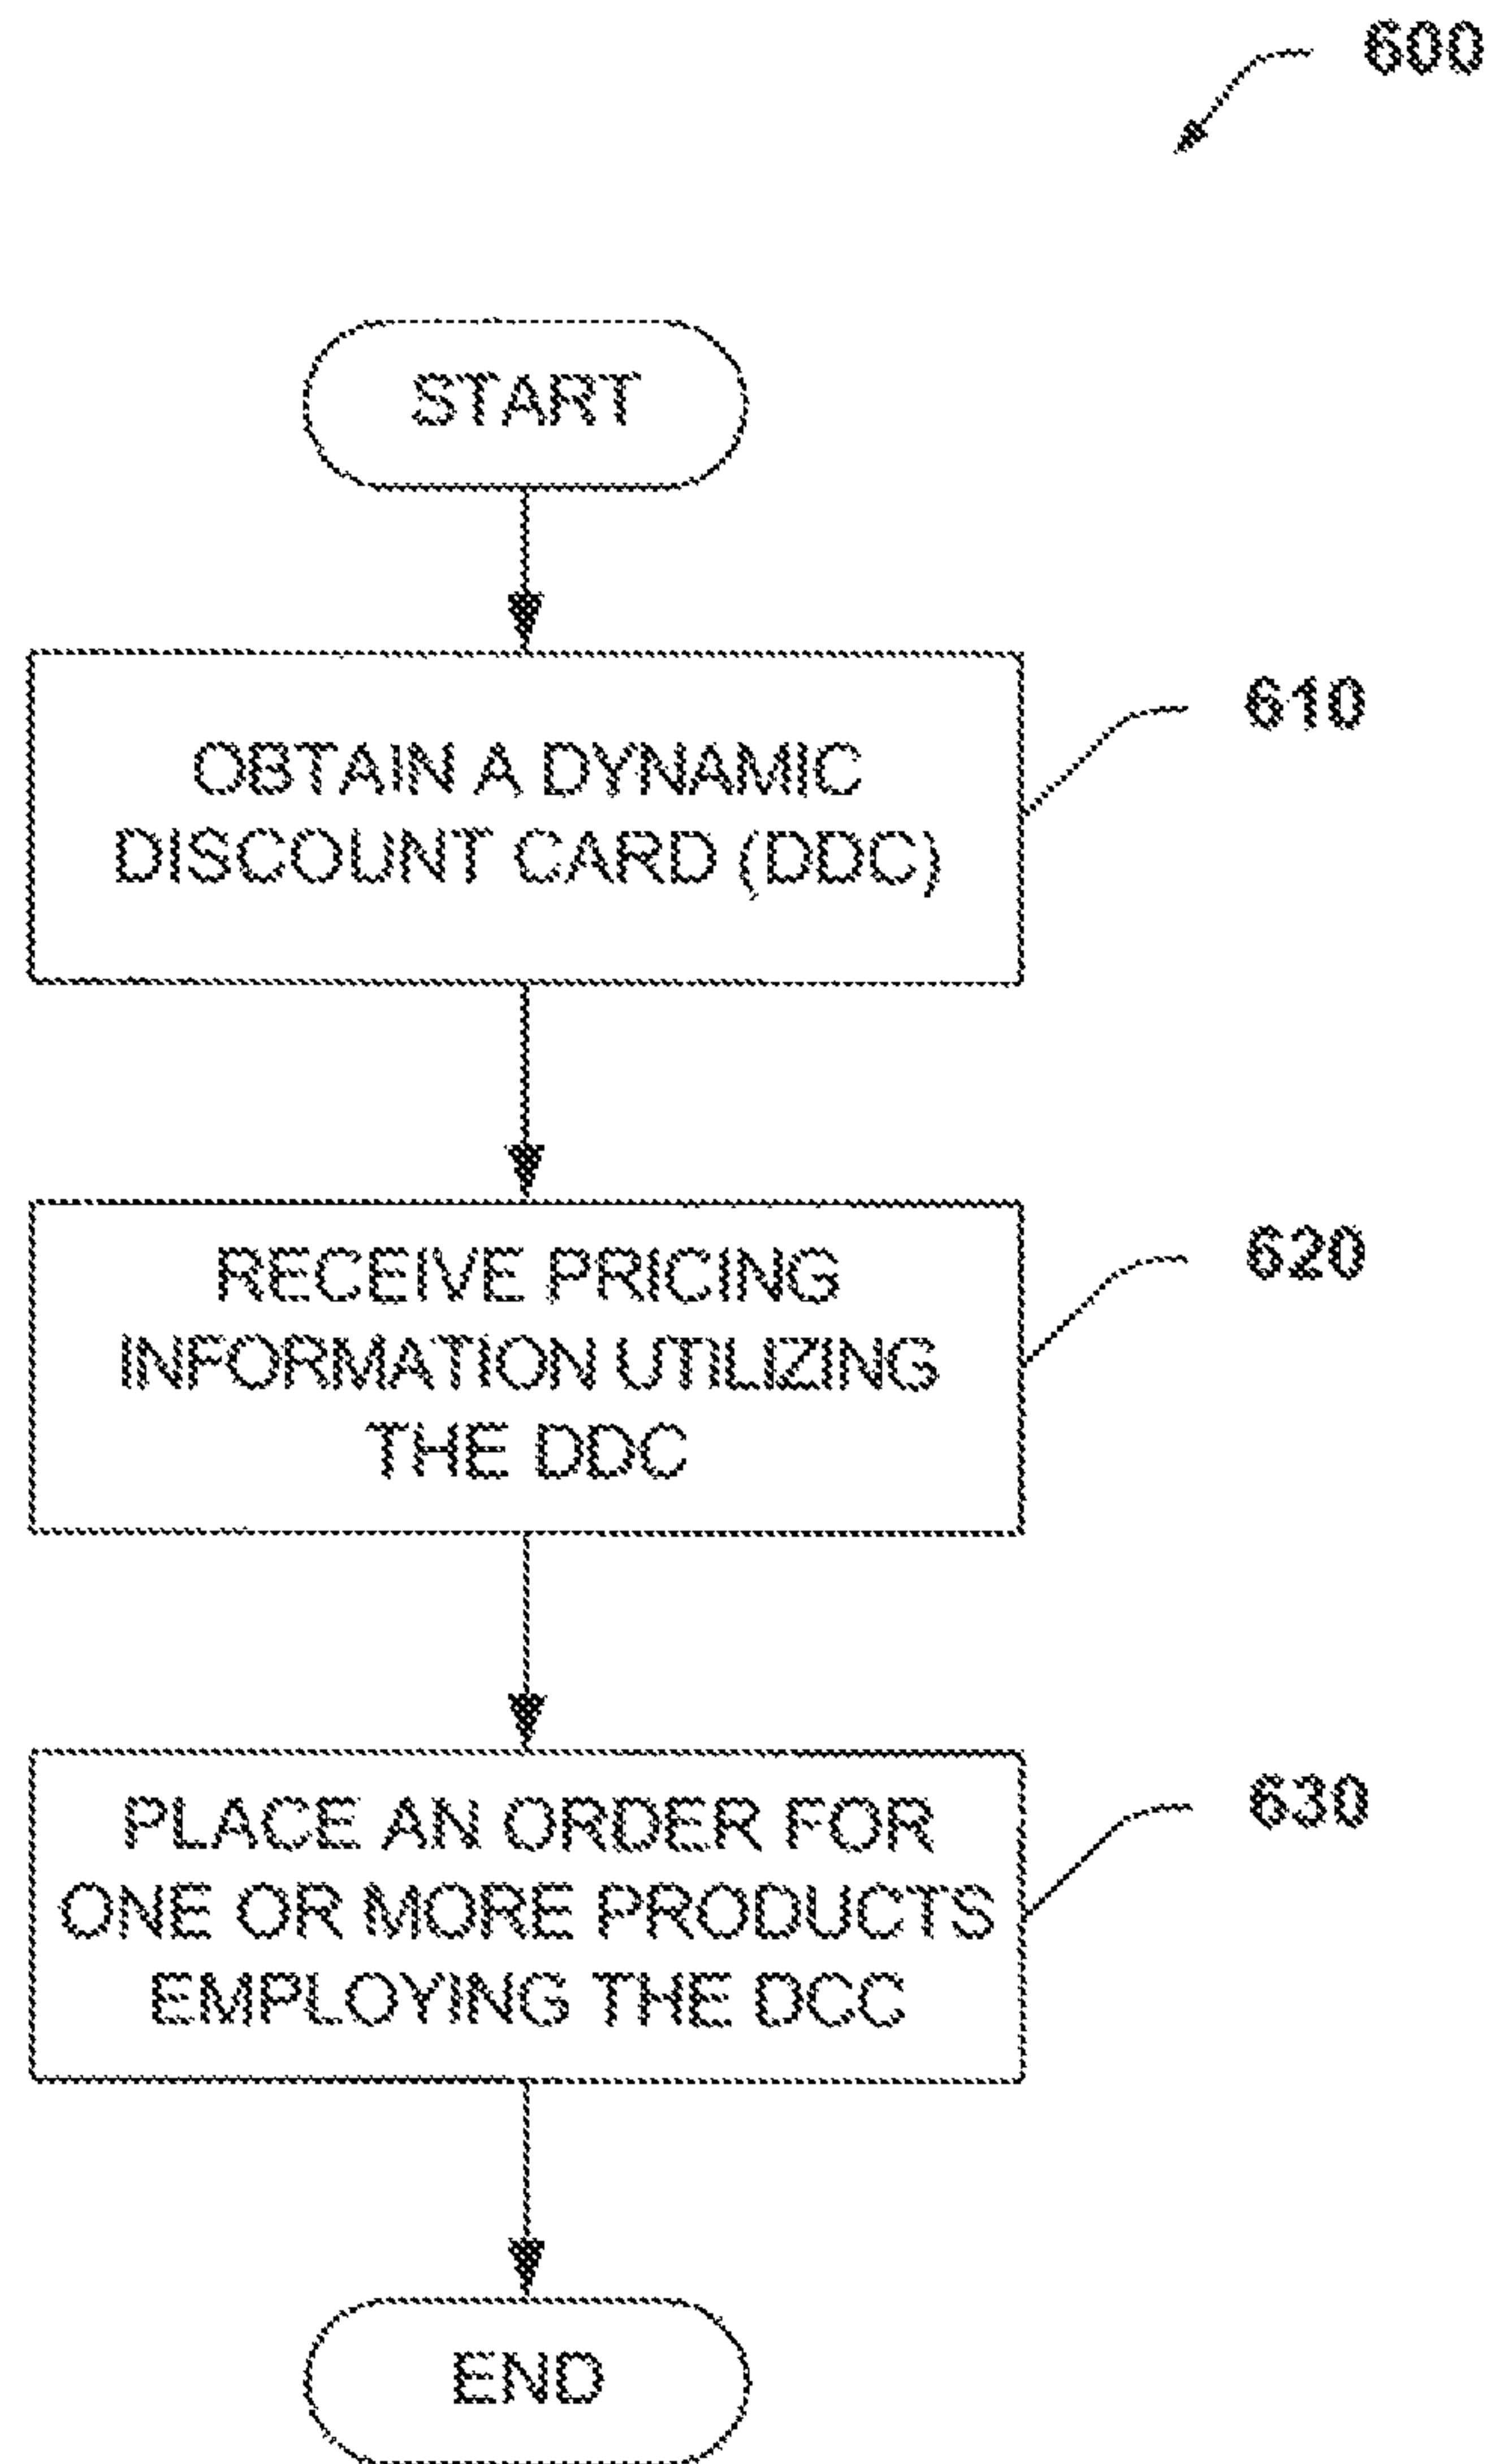 600
START
OBTAIN A DYNAMIC
DISCOUNT CARD (DDC)
610
RECEIVE PRICING
INFORMATION UTILIZING
THE DDC
620
PLACE AN ORDER FOR
ONE OR MORE PRODUCTS
EMPLOYING THE DCC
630
END